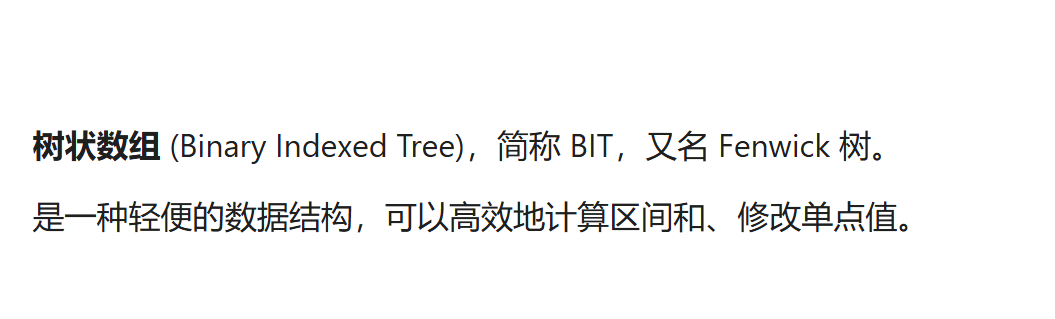 树状数组 (Binary Indexed Tree)，简称 BIT，又名 Fenwick 树。
是一种轻便的数据结构，可以高效地计算区间和、修改单点值。